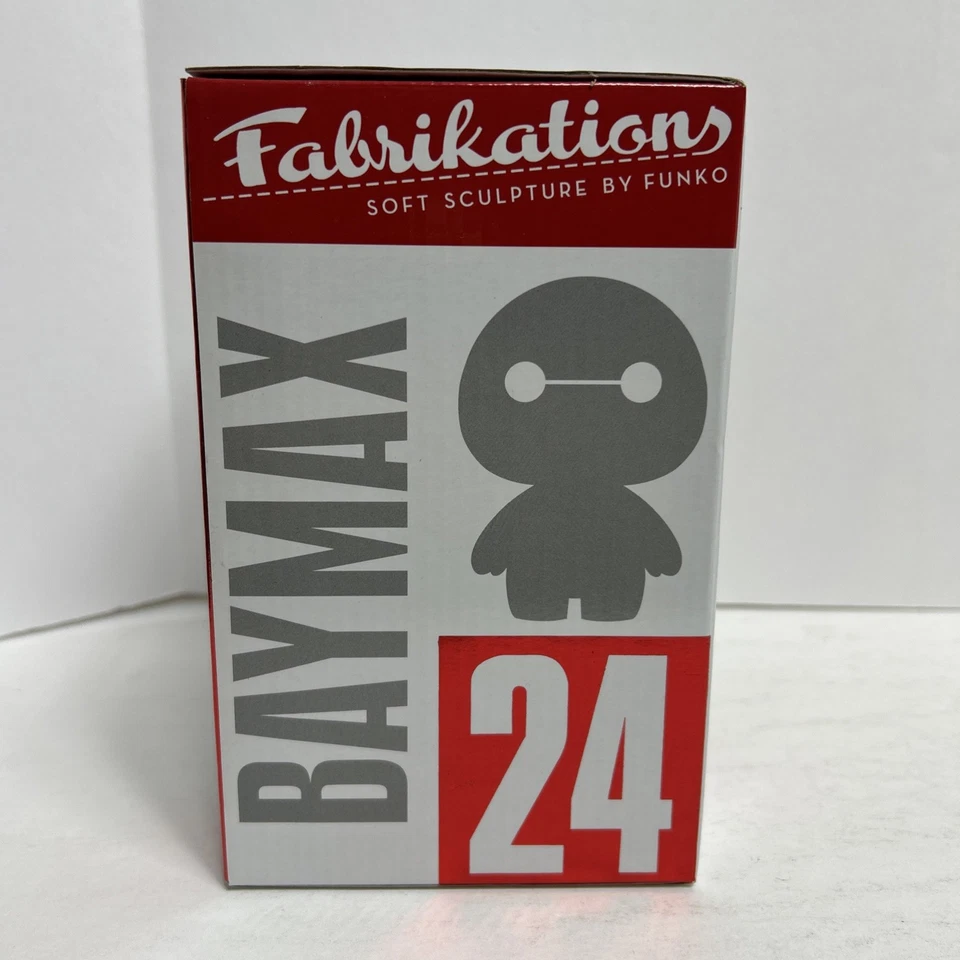 Fabrikations
SOFT SCULPTURE BY FUNKO
BAYMAX
24